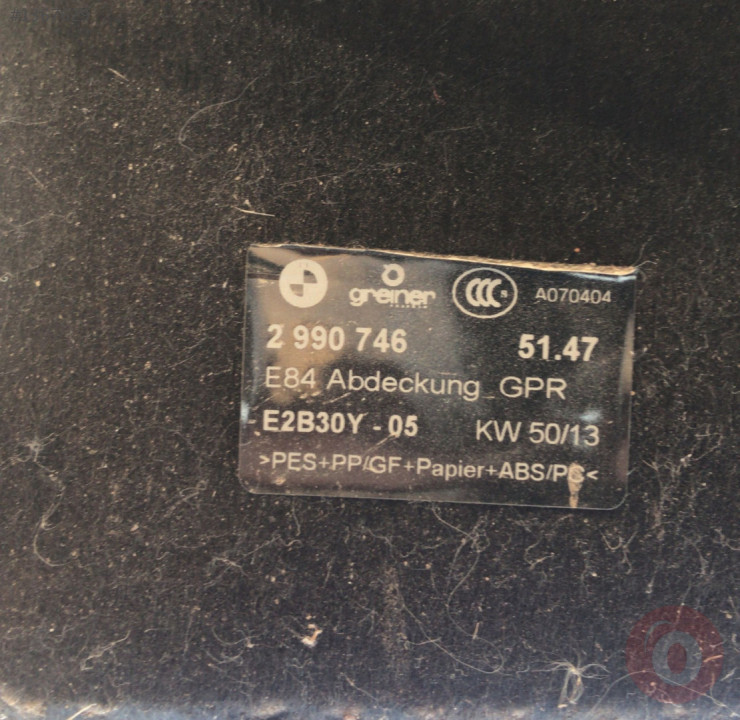 greiner CCC S A070404
2 990 746 51.47
E84 Abdeckung GPR
E2B30Y - 05 KW 50/13
>PES+PP/GF+Papier+ABS/PC<